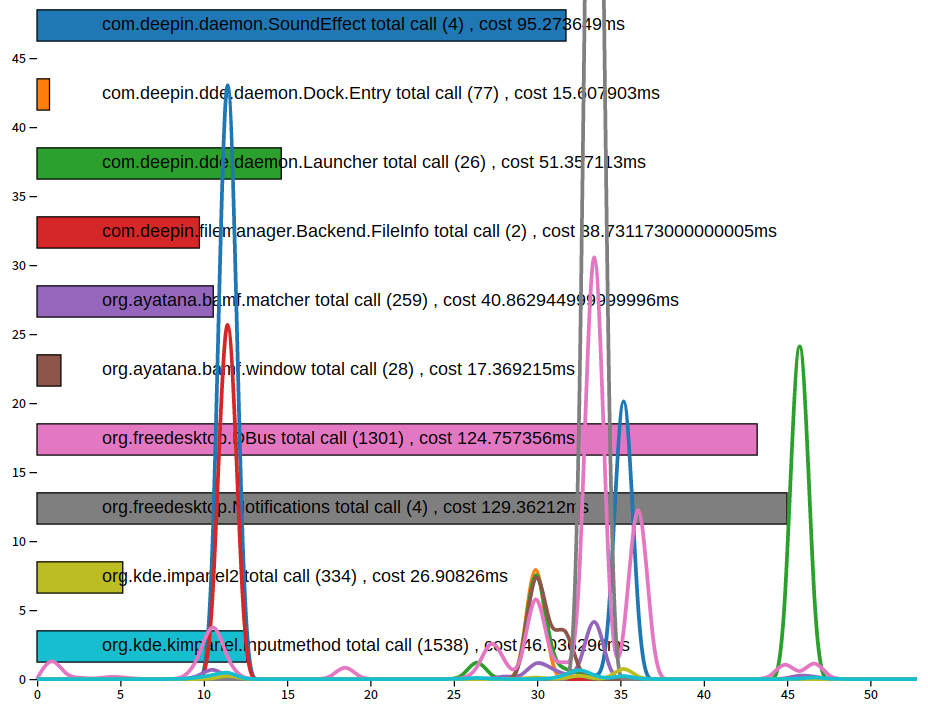 com.deepin.daemon.SoundEffect total call (4) , cost 95.273649ms
45
com.deepin.dde.daemon.Dock.Entry total call (77) , cost 15.607903ms
40
com.deepin.dde.daemon.Launcher total call (26) , cost 51.357113ms
35
com.deepin.filemanager.Backend.FileInfo total call (2) , cost 38.731173000000005ms
30
org.ayatana.bamf.matcher total call (259) , cost 40.862944999999996ms
25
org.ayatana.bamf.window total call (28) , cost 17.369215ms
20
org.freedesktop.DBus total call (1301) , cost 124.757356ms
15
org.freedesktop.Notifications total call (4) , cost 129.36212ms
10
org.kde.impanel2 total call (334) , cost 26.90826ms
5
org.kde.kimpanel.inputmethod total call (1538) , cost
0
0 5 10 15 20 25 30 35 40 45 50